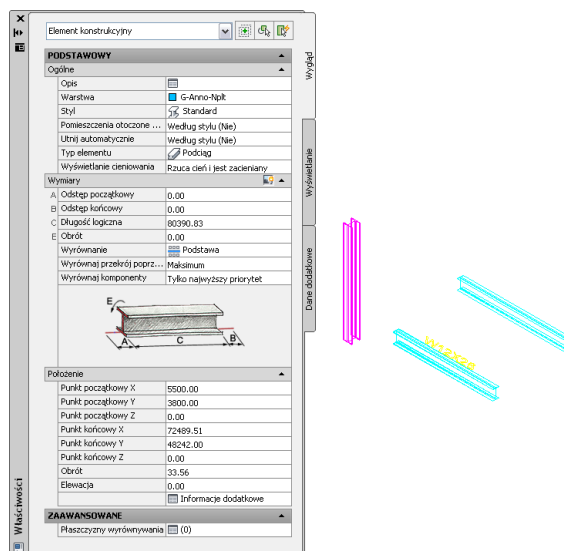 Element konstrukcyjny
PODSTAWOWY
Ogólne
Opis
Warstwa G-Anno-Nplt
Styl Standard
Pomieszczenia otoczone ... Według stylu (Nie)
Utnij automatycznie Według stylu (Nie)
Typ elementu Podciąg
Wyświetlanie cieniowania Rzuca cień i jest zacieniany
Wymiary
A Odstęp początkowy 0.00
B Odstęp końcowy 0.00
C Długość logiczna 80390.83
E Obrót 0.00
Wyrównanie Podstawa
Wyrównaj przekrój poprz... Maksimum
Wyrównaj komponenty Tylko najwyższy priorytet
E
A C B
Położenie
Punkt początkowy X 5500.00
Punkt początkowy Y 3800.00
Punkt początkowy Z 0.00
Punkt końcowy X 72489.51
Punkt końcowy Y 48242.00
Punkt końcowy Z 0.00
Obrót 33.56
Elewacja 0.00
Informacje dodatkowe
ZAAWANSOWANE
Płaszczyzny wyrównywania (0)
Właściwości
Wygląd
Wyświetlanie
Dane dodatkowe